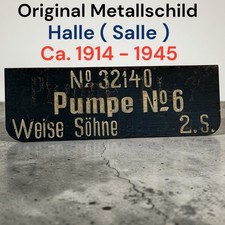 Original Metallschild
Halle ( Salle )
Ca. 1914 - 1945
No 32140
Pumpe No 6
Weise Söhne 2.S.